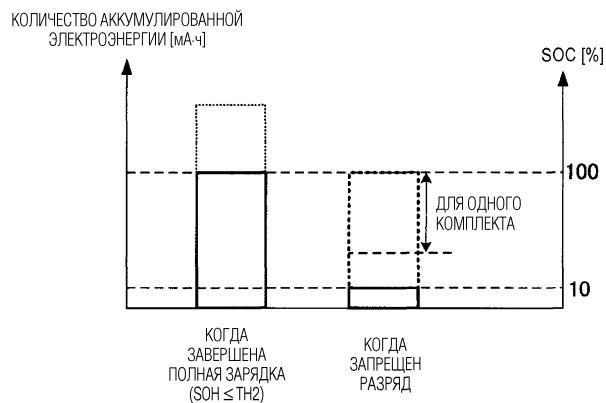 КОЛИЧЕСТВО АККУМУЛИРОВАННОЙ
ЭЛЕКТРОЭНЕРГИИ [мА·ч]
SOC [%]
100
ДЛЯ ОДНОГО
КОМПЛЕКТА
10
КОГДА
ЗАВЕРШЕНА
ПОЛНАЯ ЗАРЯДКА
(SOH ≤ TH2)
КОГДА
ЗАПРЕЩЕН
РАЗРЯД